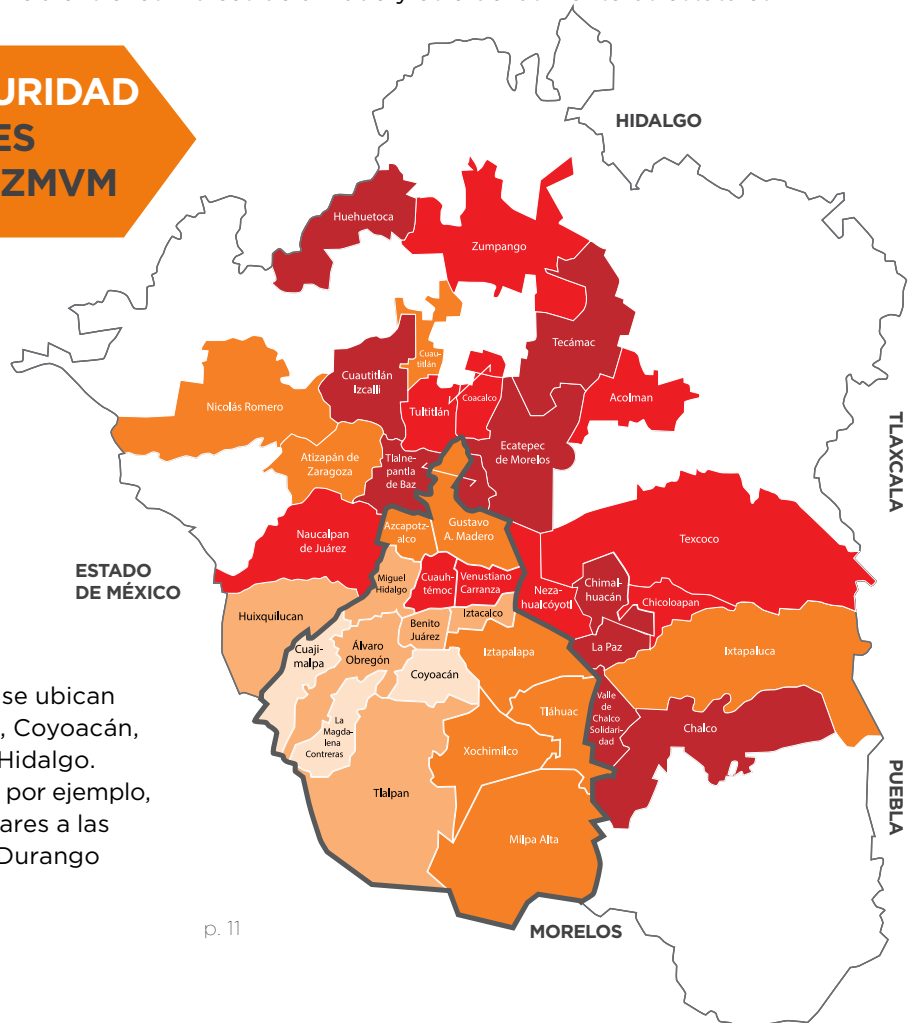 URIDAD
ES
ZMVM
HIDALGO
Huehuetoca
Zumpango
Tecámac
Cuau-
titlán
Cuautitlán
Izcalli
Acolman
Nicolás Romero
Tultitlán
Coacalco
TLAXCALA
Ecatepec
de Morelos
Atizapán de
Zaragoza
Tlalne-
pantla
de Baz
Gustavo
A. Madero
Azcapotz-
alco
Naucalpan
de Juárez
Texcoco
ESTADO
DE MÉXICO
Miguel
Hidalgo
Cuauh-
témoc
Venustiano
Carranza
Neza-
hualcóyotl
Chimal-
huacán
Chicoloapan
Huixquilucan
Iztacalco
Benito
Juárez
Cuaji-
malpa
Álvaro
Obregón
Iztapalapa
La Paz
Ixtapaluca
Coyoacán
Tláhuac
Valle
de
Chalco
Solidari-
dad
Chalco
La
Magda-
lena
Contreras
Xochimilco
Tlalpan
Milpa Alta
PUEBLA
se ubican
, Coyoacán,
Hidalgo.
por ejemplo,
ares a las
Durango
p. 11
MORELOS